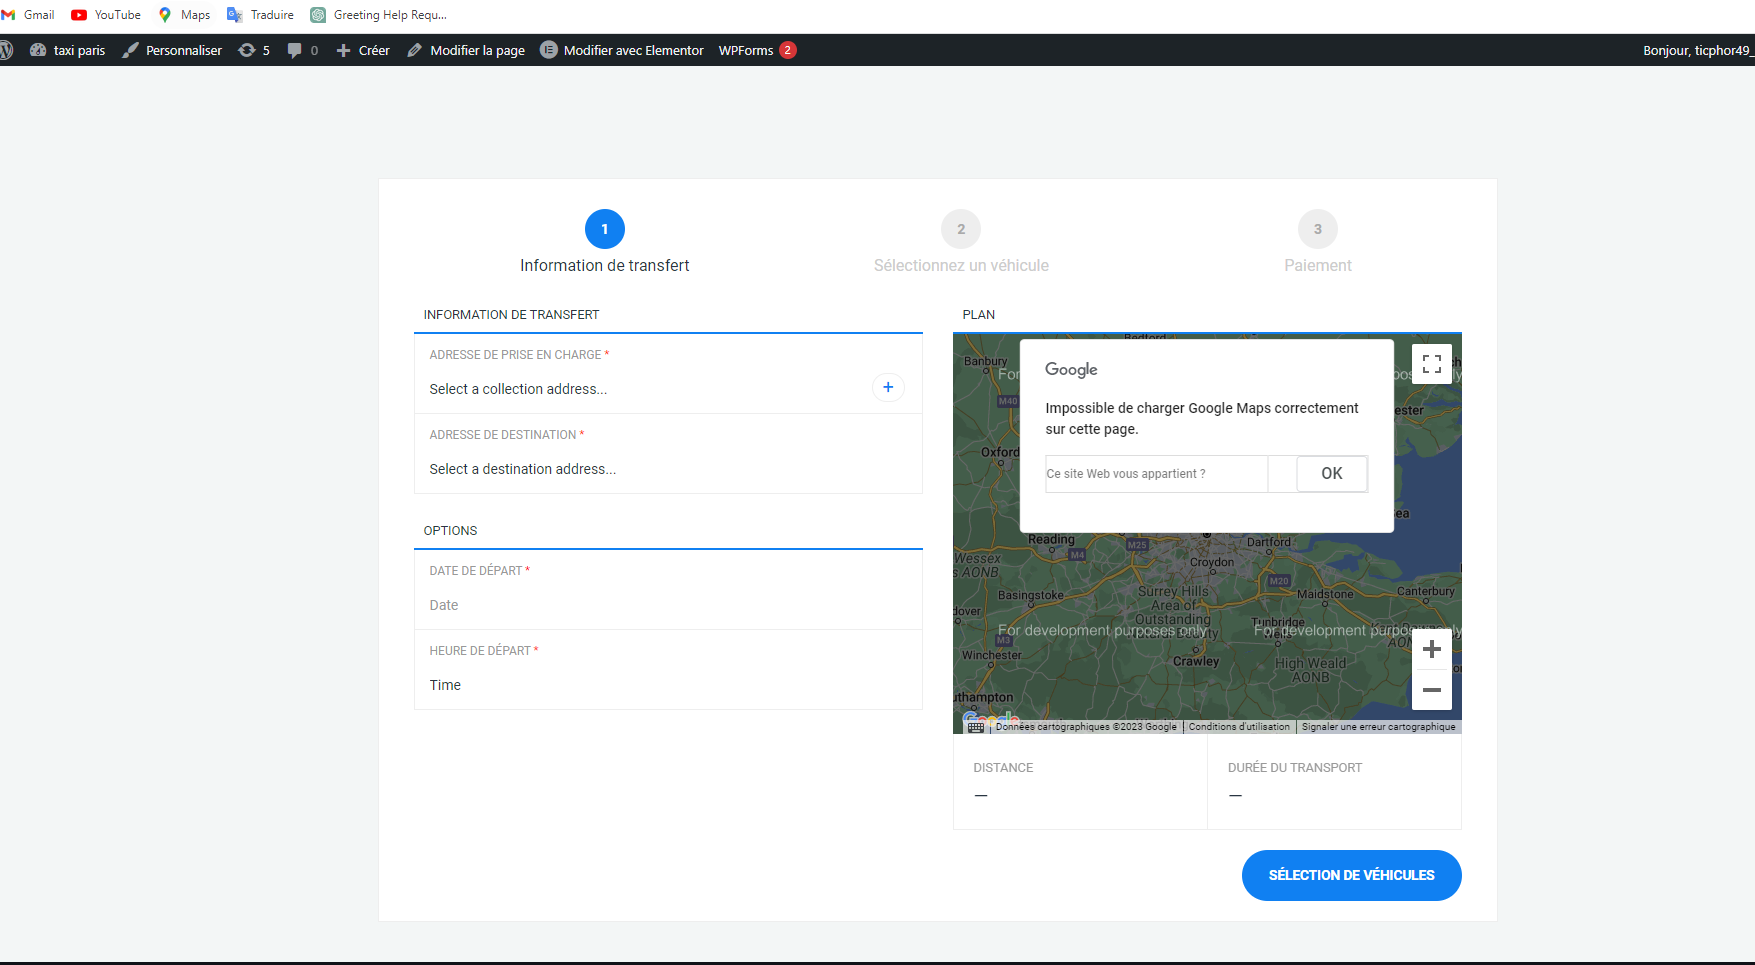 Gmail YouTube Maps Traduire Greeting Help Requ...
taxi paris Personnaliser 5 0 Créer Modifier la page Modifier avec Elementor WPForms 2 Bonjour, ticphor49_
1 2 3
Information de transfert Sélectionnez un véhicule Paiement
INFORMATION DE TRANSFERT
ADRESSE DE PRISE EN CHARGE *
Select a collection address...
+
ADRESSE DE DESTINATION *
Select a destination address...
OPTIONS
DATE DE DÉPART *
Date
HEURE DE DÉPART *
Time
PLAN
Bedford
Banbury
For
M40
Oxford
Google
Impossible de charger Google Maps correctement
sur cette page.
Ce site Web vous appartient ?
OK
Reading
M4
M25
Dartford
Wessex
AONB
Croydon
M20
Basingstoke
Surrey Hills
Area of
Outstanding
Natural Beauty
Maidstone
Canterbury
For development purposes only
Tunbridge
Wells
For development purposes only
M3
Winchester
Crawley
High Weald
AONB
uthampton
Google
Données cartographiques ©2023 Google
Conditions d'utilisation
Signaler une erreur cartographique
DISTANCE
—
DURÉE DU TRANSPORT
—
SÉLECTION DE VÉHICULES